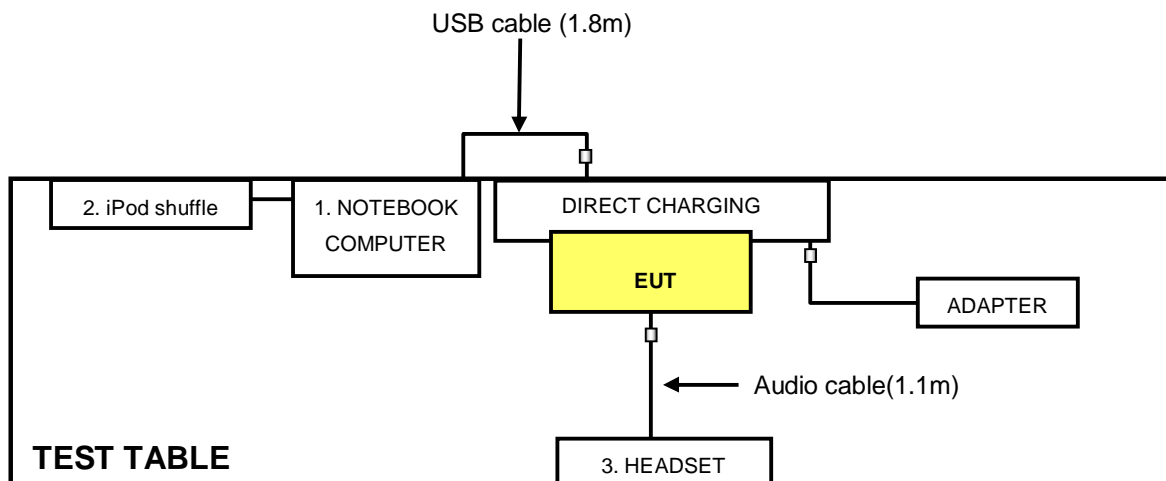 USB cable (1.8m)
2. iPod shuffle
1. NOTEBOOK
COMPUTER
DIRECT CHARGING
EUT
ADAPTER
Audio cable(1.1m)
TEST TABLE
3. HEADSET